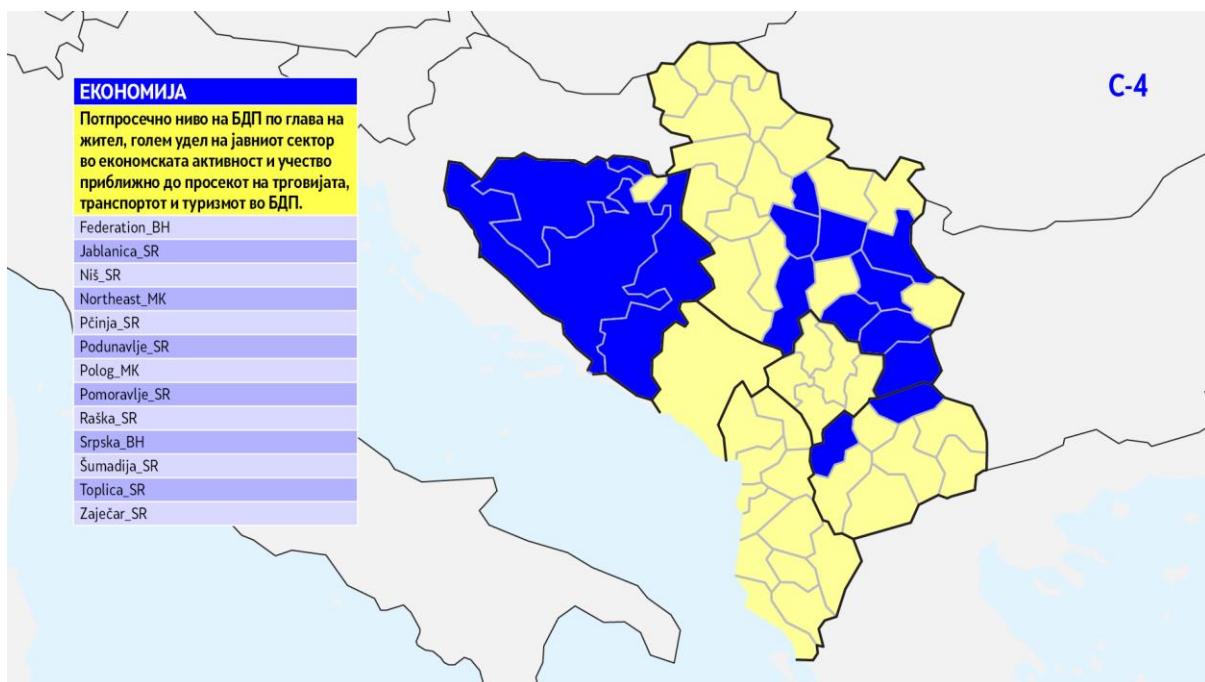 ЕКОНОМИЈА
Потпросечно ниво на БДП по глава на
жител, голем удел на јавниот сектор
во економската активност и учество
приближно до просекот на трговијата,
транспортот и туризмот во БДП.
Federation_BH
Jablanica_SR
Niš_SR
Northeast_MK
Pčinja_SR
Podunavlje_SR
Polog_MK
Pomoravlje_SR
Raška_SR
Srpska_BH
Šumadija_SR
Toplica_SR
Zaječar_SR
C-4